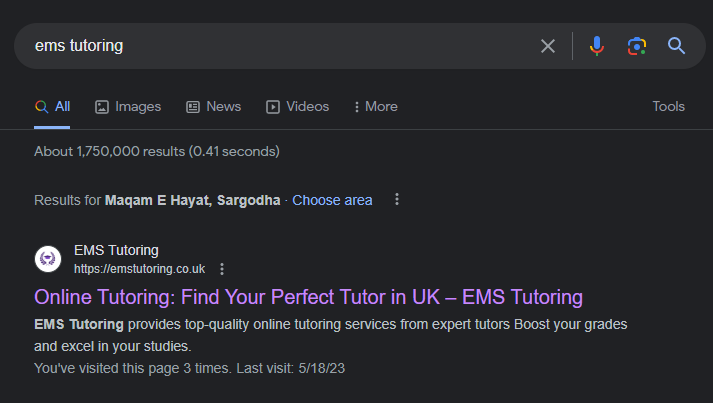 ems tutoring
All Images News Videos More Tools
About 1,750,000 results (0.41 seconds)
Results for Maqam E Hayat, Sargodha · Choose area
EMS Tutoring
https://emstutoring.co.uk
Online Tutoring: Find Your Perfect Tutor in UK – EMS Tutoring
EMS Tutoring provides top-quality online tutoring services from expert tutors Boost your grades
and excel in your studies.
You've visited this page 3 times. Last visit: 5/18/23